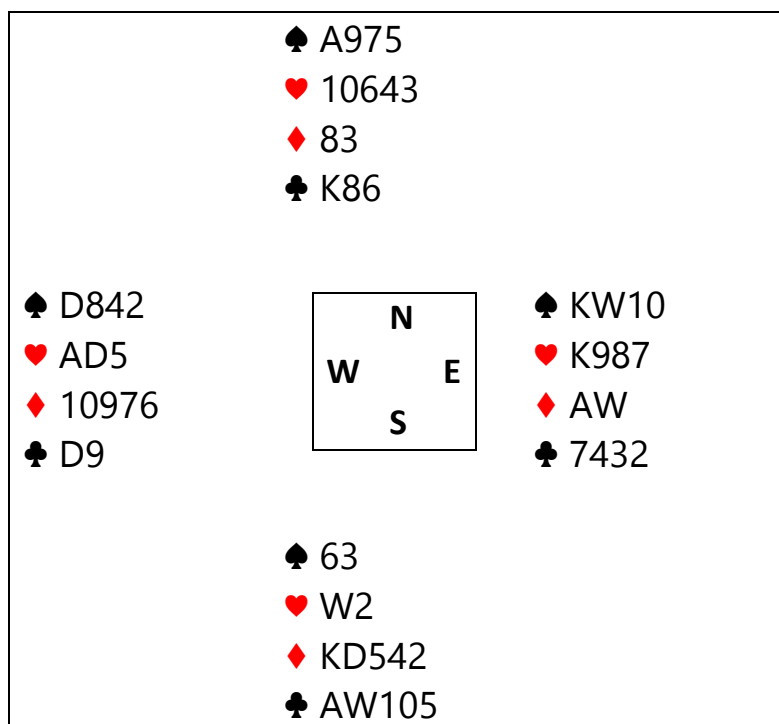 ♠ A975
♥ 10643
♦ 83
♣ K86
♠ D842
♥ AD5
♦ 10976
♣ D9
N
W E
S
♠ KW10
♥ K987
♦ AW
♣ 7432
♠ 63
♥ W2
♦ KD542
♣ AW105